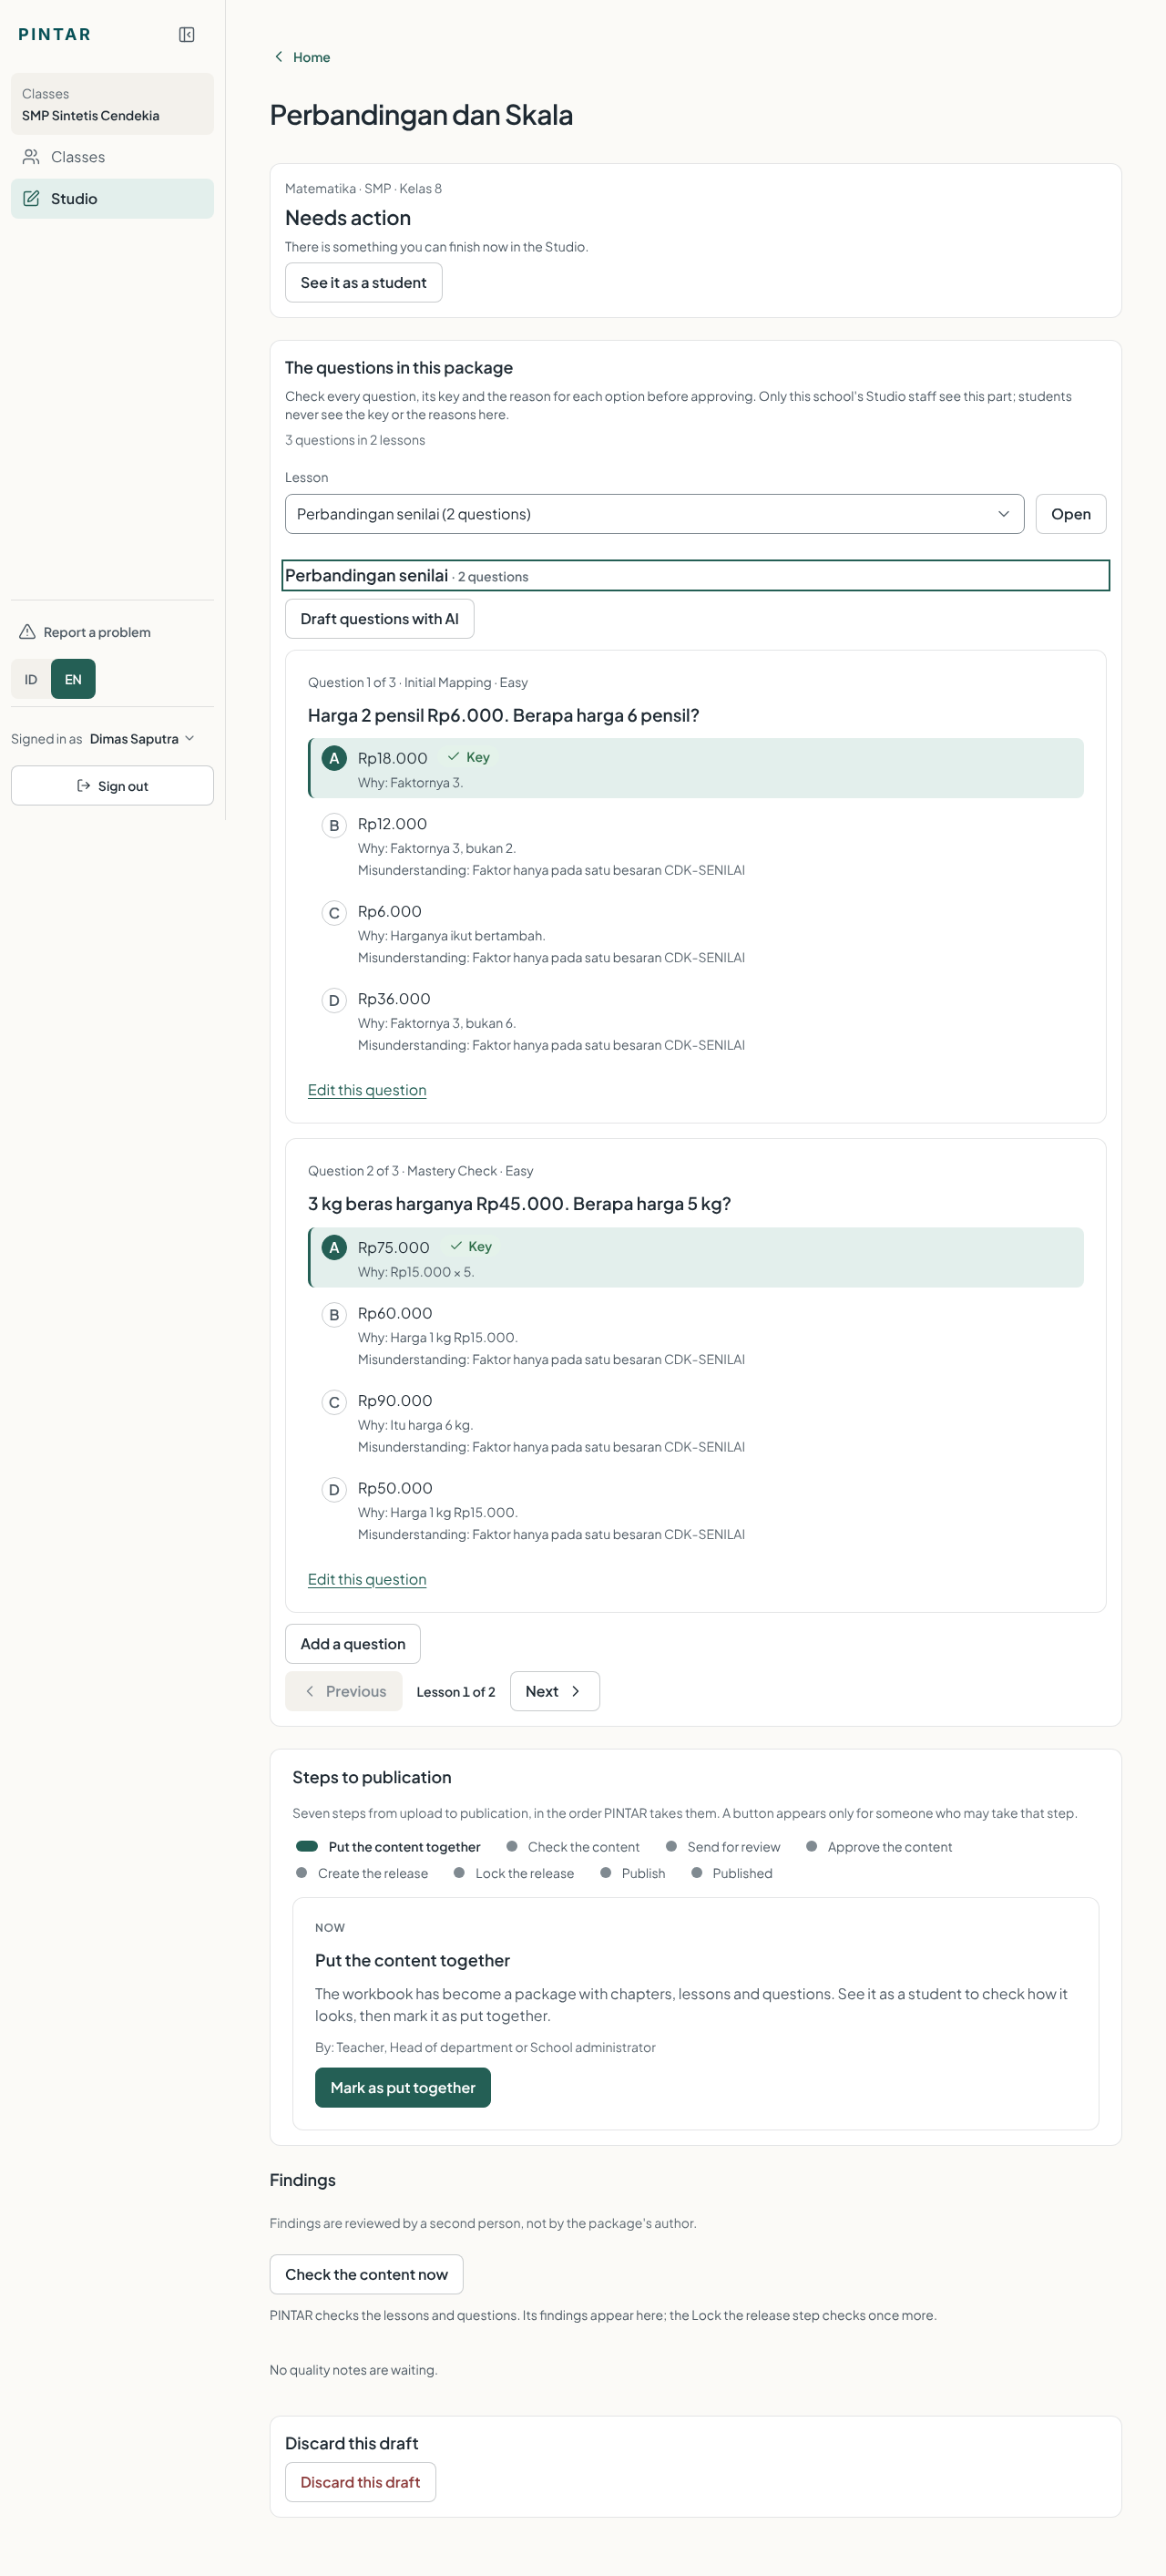 PINTAR
Classes
SMP Sintetis Cendekia
Classes
Studio
Report a problem
ID
EN
Signed in as Dimas Saputra
Sign out
Home
Perbandingan dan Skala
Matematika · SMP · Kelas 8
Needs action
There is something you can finish now in the Studio.
See it as a student
The questions in this package
Check every question, its key and the reason for each option before approving. Only this school's Studio staff see this part; students
never see the key or the reasons here.
3 questions in 2 lessons
Lesson
Perbandingan senilai (2 questions)
Open
Perbandingan senilai · 2 questions
Draft questions with AI
Question 1 of 3 · Initial Mapping · Easy
Harga 2 pensil Rp6.000. Berapa harga 6 pensil?
A Rp18.000 Key
Why: Faktornya 3.
B Rp12.000
Why: Faktornya 3, bukan 2.
Misunderstanding: Faktor hanya pada satu besaran CDK-SENILAI
C Rp6.000
Why: Harganya ikut bertambah.
Misunderstanding: Faktor hanya pada satu besaran CDK-SENILAI
D Rp36.000
Why: Faktornya 3, bukan 6.
Misunderstanding: Faktor hanya pada satu besaran CDK-SENILAI
Edit this question
Question 2 of 3 · Mastery Check · Easy
3 kg beras harganya Rp45.000. Berapa harga 5 kg?
A Rp75.000 Key
Why: Rp15.000 × 5.
B Rp60.000
Why: Harga 1 kg Rp15.000.
Misunderstanding: Faktor hanya pada satu besaran CDK-SENILAI
C Rp90.000
Why: Itu harga 6 kg.
Misunderstanding: Faktor hanya pada satu besaran CDK-SENILAI
D Rp50.000
Why: Harga 1 kg Rp15.000.
Misunderstanding: Faktor hanya pada satu besaran CDK-SENILAI
Edit this question
Add a question
Previous
Lesson 1 of 2
Next
Steps to publication
Seven steps from upload to publication, in the order PINTAR takes them. A button appears only for someone who may take that step.
Put the content together
Check the content
Send for review
Approve the content
Create the release
Lock the release
Publish
Published
NOW
Put the content together
The workbook has become a package with chapters, lessons and questions. See it as a student to check how it
looks, then mark it as put together.
By: Teacher, Head of department or School administrator
Mark as put together
Findings
Findings are reviewed by a second person, not by the package's author.
Check the content now
PINTAR checks the lessons and questions. Its findings appear here; the Lock the release step checks once more.
No quality notes are waiting.
Discard this draft
Discard this draft